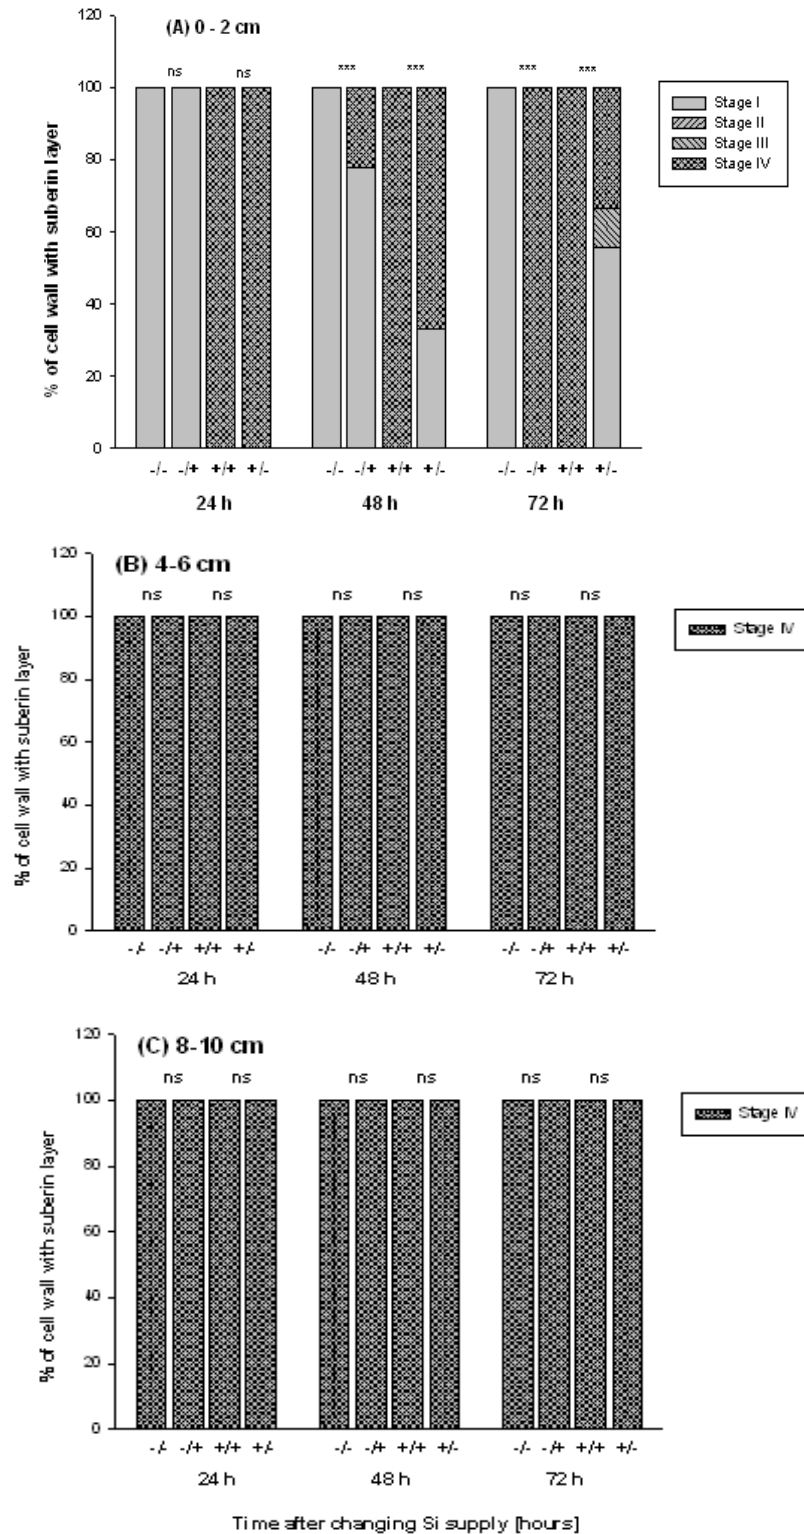 120
(A) 0 - 2 cm
ns ns *** *** *** ***
100
80
60
40
20
0
% of cell wall with suberin layer
Stage I
Stage II
Stage III
Stage IV
-/- -/+ +/+ +/- -/- -/+ +/+ +/- -/- -/+ +/+ +/-
24 h 48 h 72 h
120
(B) 4-6 cm
ns ns ns ns ns ns
100
80
60
40
20
0
% of cell wall with suberin layer
Stage IV
-/- -/+ +/+ +/- -/- -/+ +/+ +/- -/- -/+ +/+ +/-
24 h 48 h 72 h
120
(C) 8-10 cm
ns ns ns ns ns ns
100
80
60
40
20
0
% of cell wall with suberin layer
Stage IV
-/- -/+ +/+ +/- -/- -/+ +/+ +/- -/- -/+ +/+ +/-
24 h 48 h 72 h
Time after changing Si supply [hours]